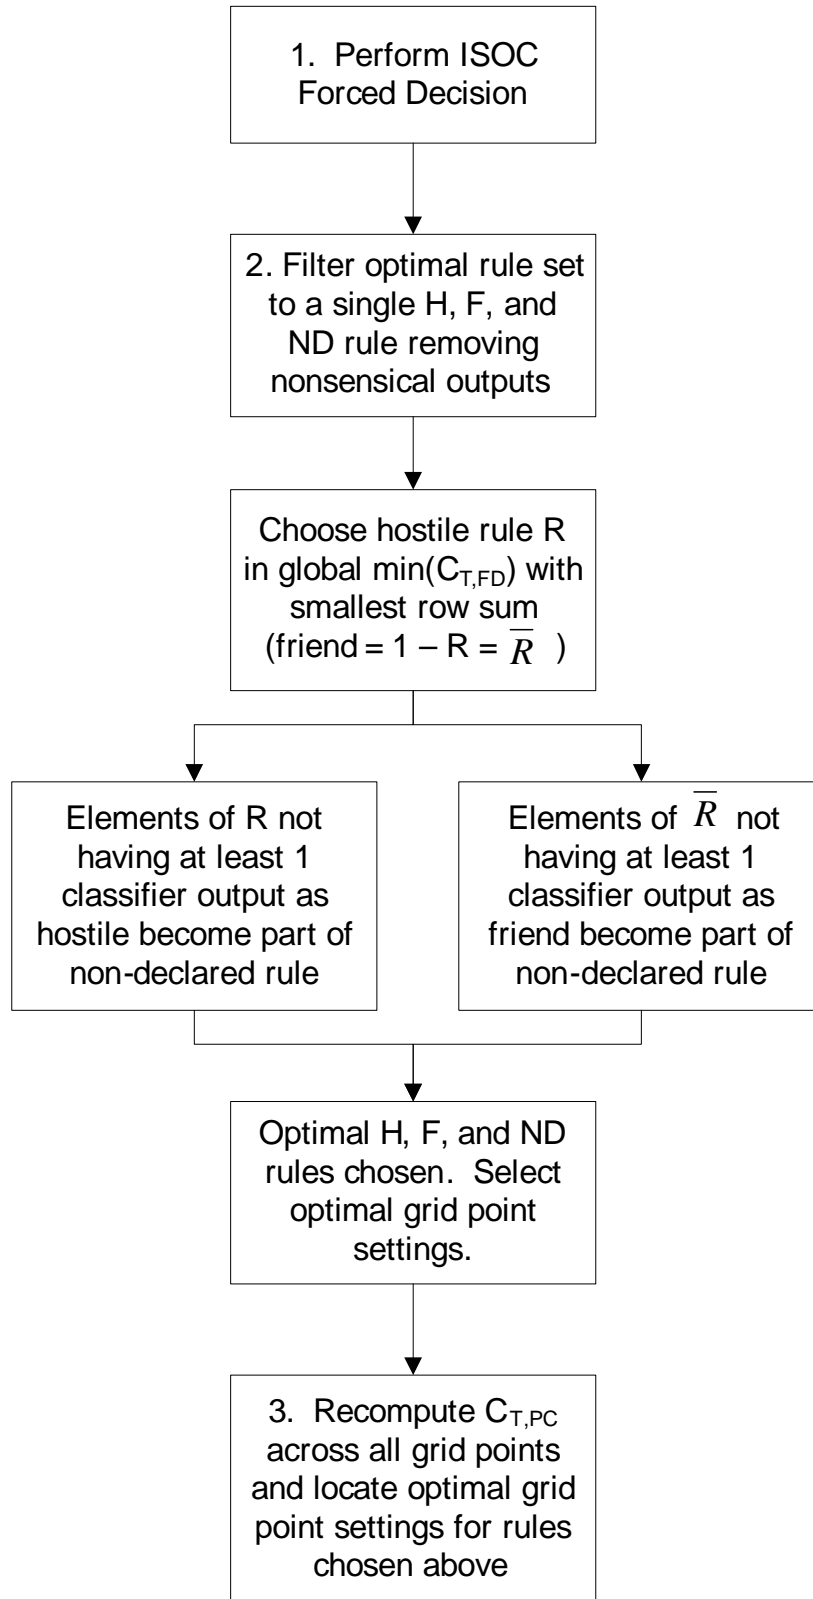 1. Perform ISOC
Forced Decision
2. Filter optimal rule set
to a single H, F, and
ND rule removing
nonsensical outputs
Choose hostile rule R
in global min(C_{T,FD}) with
smallest row sum
(friend = 1 – R = \overline{R} )
Elements of R not
having at least 1
classifier output as
hostile become part of
non-declared rule
Elements of \overline{R} not
having at least 1
classifier output as
friend become part of
non-declared rule
Optimal H, F, and ND
rules chosen. Select
optimal grid point
settings.
3. Recompute C_{T,PC}
across all grid points
and locate optimal grid
point settings for rules
chosen above